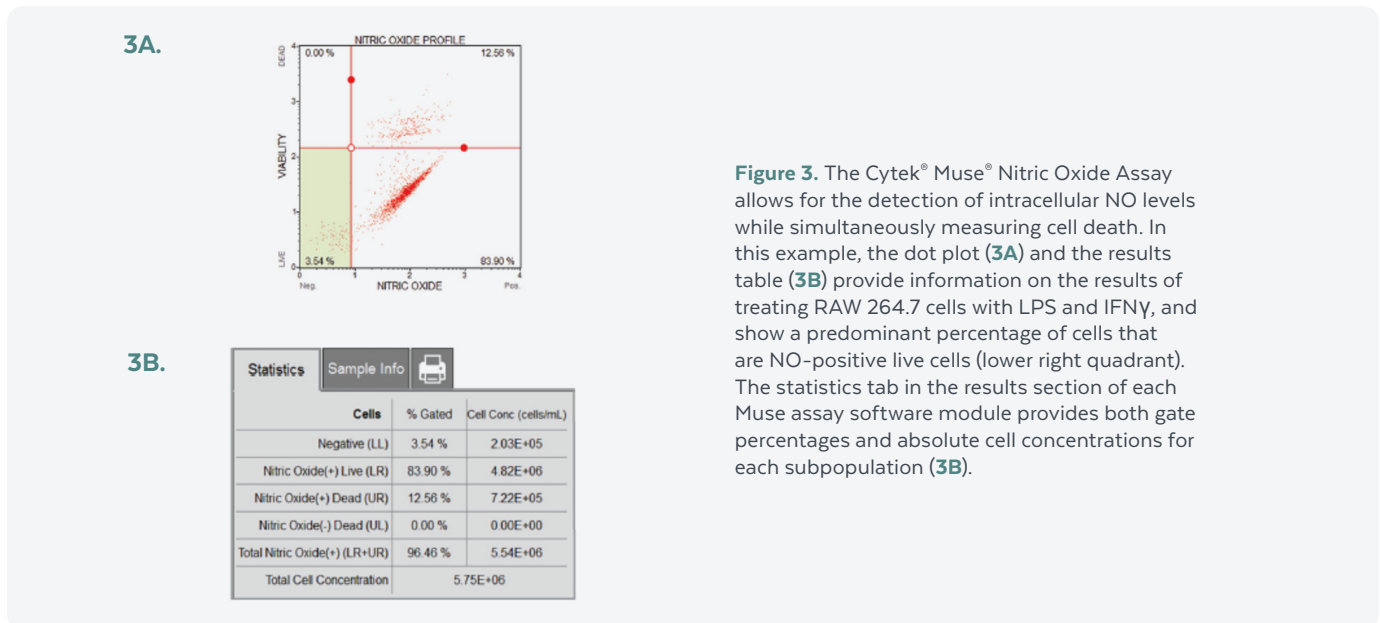 3A.
NITRIC OXIDE PROFILE
DEAD
4
0.00 %
12.56 %
3
VIABILITY
2
1
LIVE
0
3.54 %
83.90 %
0
1
2
3
4
Neg.
NITRIC OXIDE
Pos.
3B.
Statistics
Sample Info
Cells % Gated Cell Conc (cells/mL)
Negative (LL) 3.54 % 2.03E+05
Nitric Oxide(+) Live (LR) 83.90 % 4.82E+06
Nitric Oxide(+) Dead (UR) 12.56 % 7.22E+05
Nitric Oxide(-) Dead (UL) 0.00 % 0.00E+00
Total Nitric Oxide(+) (LR+UR) 96.46 % 5.54E+06
Total Cell Concentration 5.75E+06
Figure 3. The Cytek® Muse® Nitric Oxide Assay
allows for the detection of intracellular NO levels
while simultaneously measuring cell death. In
this example, the dot plot (3A) and the results
table (3B) provide information on the results of
treating RAW 264.7 cells with LPS and IFNγ, and
show a predominant percentage of cells that
are NO-positive live cells (lower right quadrant).
The statistics tab in the results section of each
Muse assay software module provides both gate
percentages and absolute cell concentrations for
each subpopulation (3B).